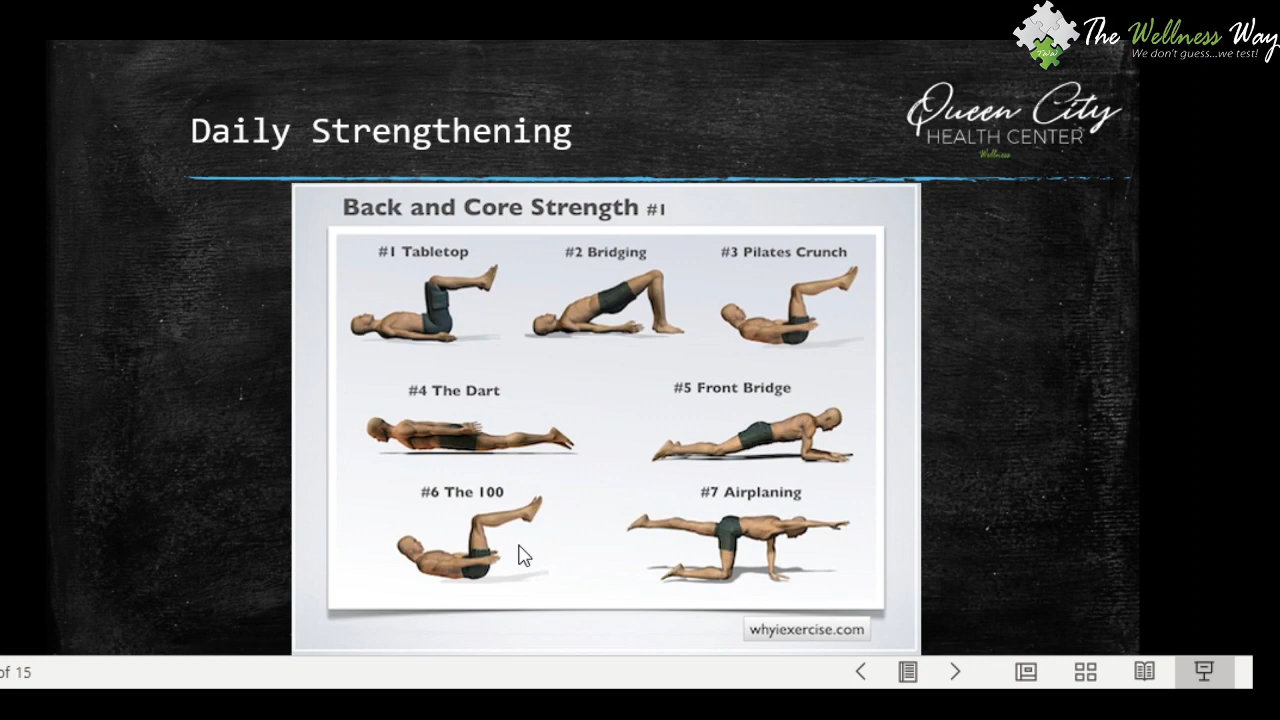 The Wellness Way
We don't guess...we test!
TWW
Queen City
HEALTH CENTER
Wellness
Daily Strengthening
Back and Core Strength #1
#1 Tabletop
#2 Bridging
#3 Pilates Crunch
#4 The Dart
#5 Front Bridge
#6 The 100
#7 Airplaning
whyiexercise.com
of 15